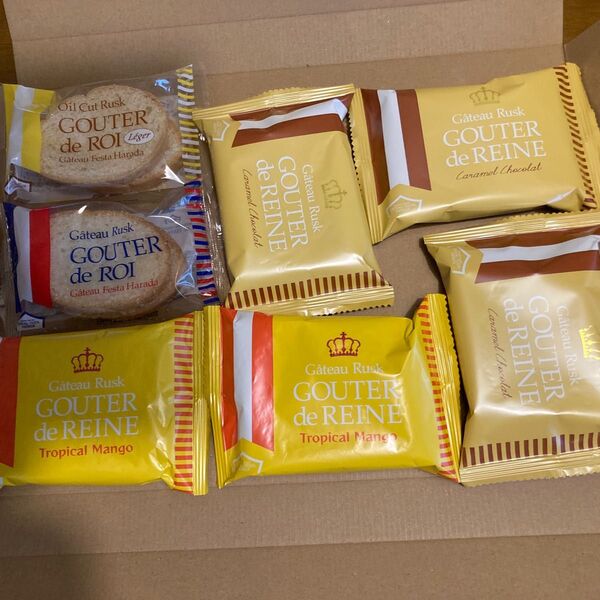 Oil Cut Rusk
GOUTER
de ROI Léger
Gâteau Festa Harada
Gâteau Rusk
GOUTER
de ROI
Gâteau Festa Harada
Gâteau Rusk
GOUTER
de REINE
Caramel Chocolat
Gâteau Rusk
GOUTER
de REINE
Caramel Chocolat
Gâteau Rusk
GOUTER
de REINE
Caramel Chocolat
Gâteau Rusk
GOUTER
de REINE
Tropical Mango
Gâteau Rusk
GOUTER
de REINE
Tropical Mango